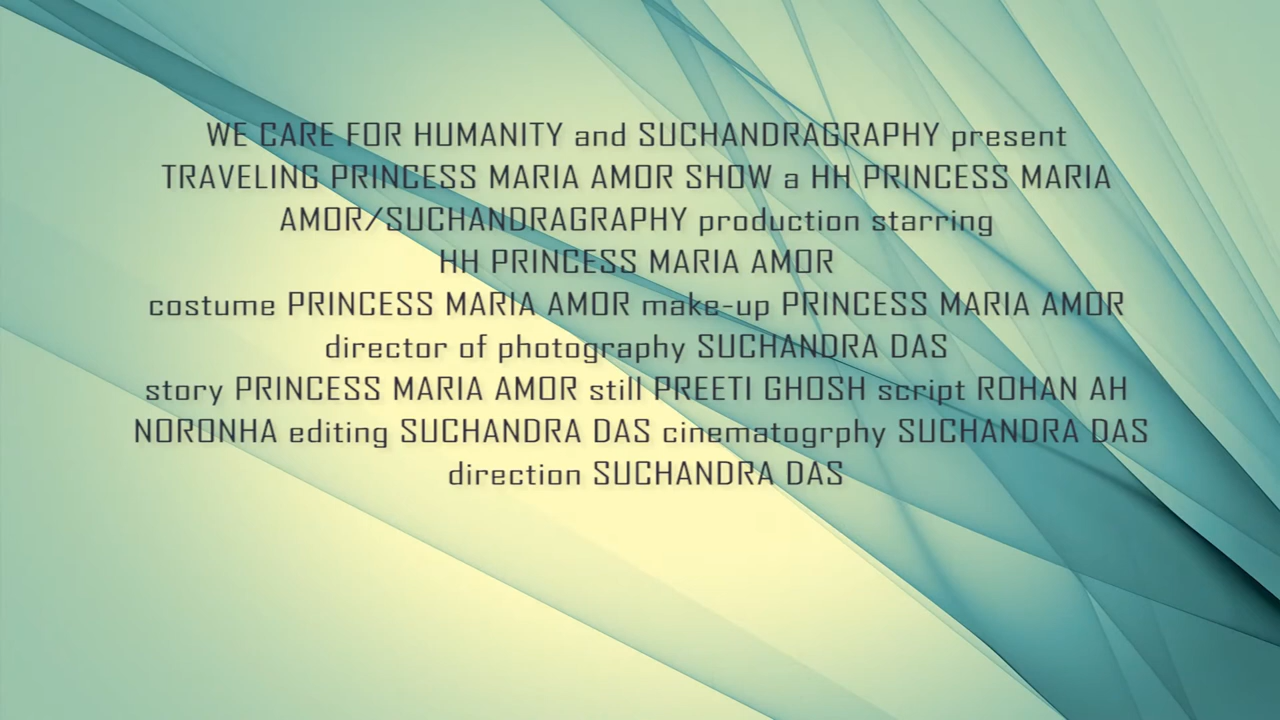 WE CARE FOR HUMANITY and SUCHANDRAGRAPHY present
TRAVELING PRINCESS MARIA AMOR SHOW a HH PRINCESS MARIA
AMOR/SUCHANDRAGRAPHY production starring
HH PRINCESS MARIA AMOR
costume PRINCESS MARIA AMOR make-up PRINCESS MARIA AMOR
director of photography SUCHANDRA DAS
story PRINCESS MARIA AMOR still PREETI GHOSH script ROHAN AH
NORONHA editing SUCHANDRA DAS cinematogrphy SUCHANDRA DAS
direction SUCHANDRA DAS